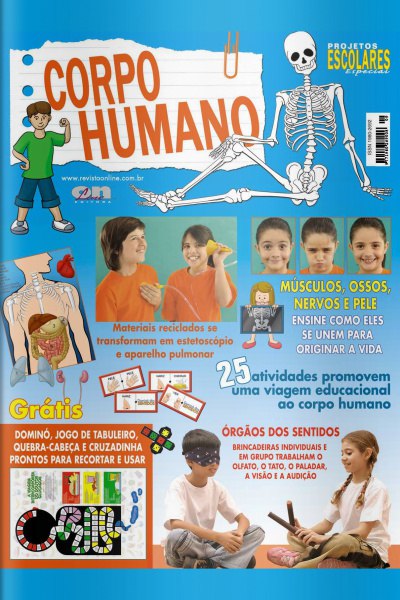 PROJETOS
ESCOLARES
Especial
CORPO
HUMANO
www.revistaonline.com.br
EDITORA
MÚSCULOS, OSSOS,
NERVOS E PELE
ENSINE COMO ELES
SE UNEM PARA
ORIGINAR A VIDA
Materiais reciclados se
transformam em estetoscópio
e aparelho pulmonar
25 atividades promovem
uma viagem educacional
ao corpo humano
Grátis
DOMINÓ, JOGO DE TABULEIRO,
QUEBRA-CABEÇA E CRUZADINHA
PRONTOS PARA RECORTAR E USAR
ÓRGÃOS DOS SENTIDOS
BRINCADEIRAS INDIVIDUAIS E
EM GRUPO TRABALHAM O
OLFATO, O TATO, O PALADAR,
A VISÃO E A AUDIÇÃO